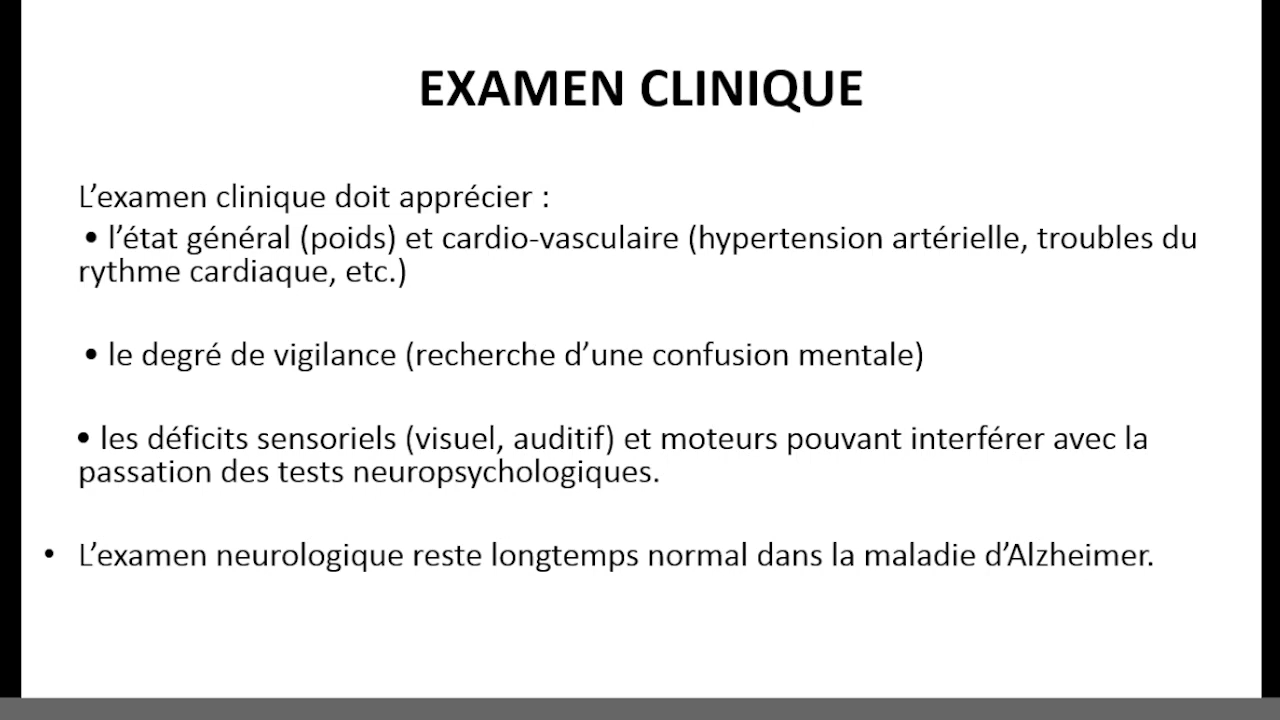 EXAMEN CLINIQUE
L’examen clinique doit apprécier :
• l’état général (poids) et cardio-vasculaire (hypertension artérielle, troubles du
rythme cardiaque, etc.)
• le degré de vigilance (recherche d’une confusion mentale)
• les déficits sensoriels (visuel, auditif) et moteurs pouvant interférer avec la
passation des tests neuropsychologiques.
• L’examen neurologique reste longtemps normal dans la maladie d’Alzheimer.